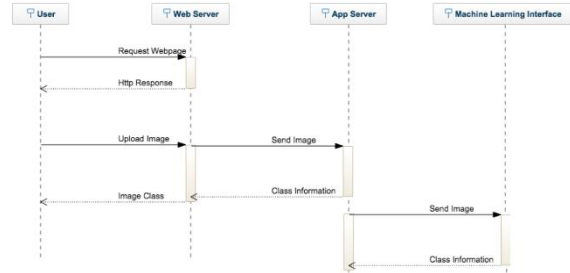 User
Web Server
App Server
Machine Learning Interface
Request Webpage
Http Response
Upload Image
Send Image
Class Information
Image Class
Send Image
Class Information